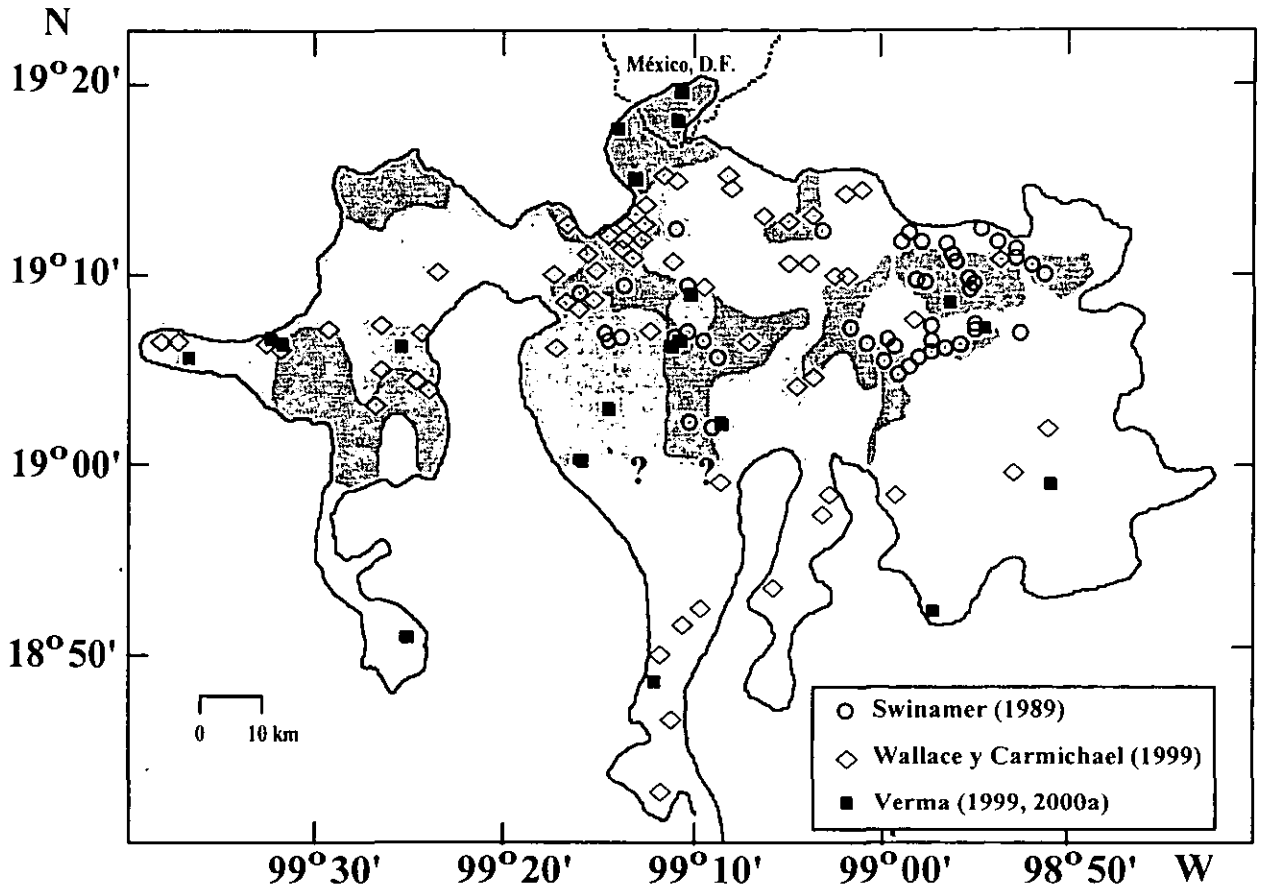 N
19°20'
México, D.F.
19°10'
19°00'
? ?
18°50'
0 10 km
Swinamer (1989)
Wallace y Carmichael (1999)
Verma (1999, 2000a)
99°30' 99°20' 99°10' 99°00' 98°50' W